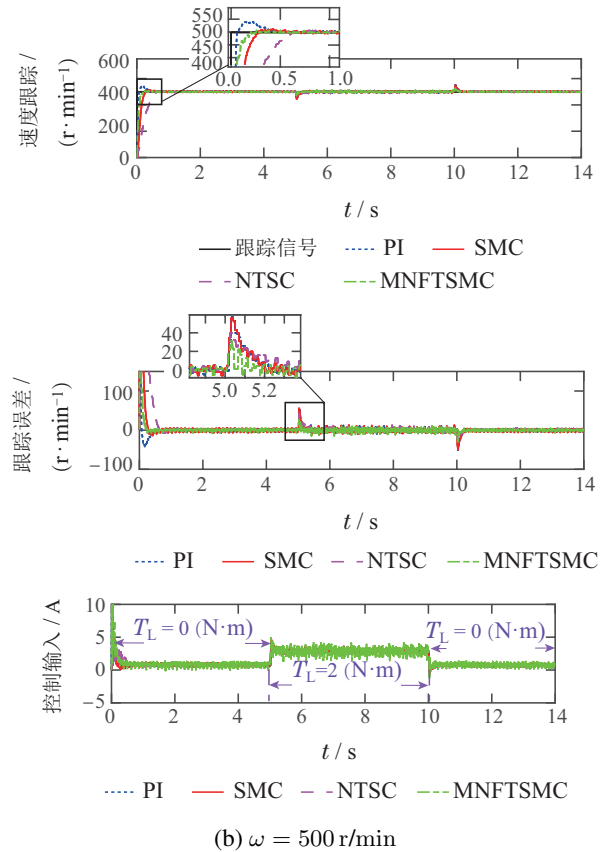 550
500
450
400
0.0 0.5 1.0
600
400
200
0
速度跟踪 /
(r· min⁻¹)
0 2 4 6 8 10 12 14
t / s
跟踪信号 PI SMC
NTSC MNFTSMC
40
20
0
5.0 5.2
100
0
−100
跟踪误差 /
(r· min⁻¹)
0 2 4 6 8 10 12 14
t / s
PI SMC NTSC MNFTSMC
10
5
0
−5
控制输入 / A
T_L = 0 (N·m)
T_L = 0 (N·m)
T_L=2 (N·m)
0 2 4 6 8 10 12 14
t / s
PI SMC NTSC MNFTSMC
(b) ω = 500 r/min